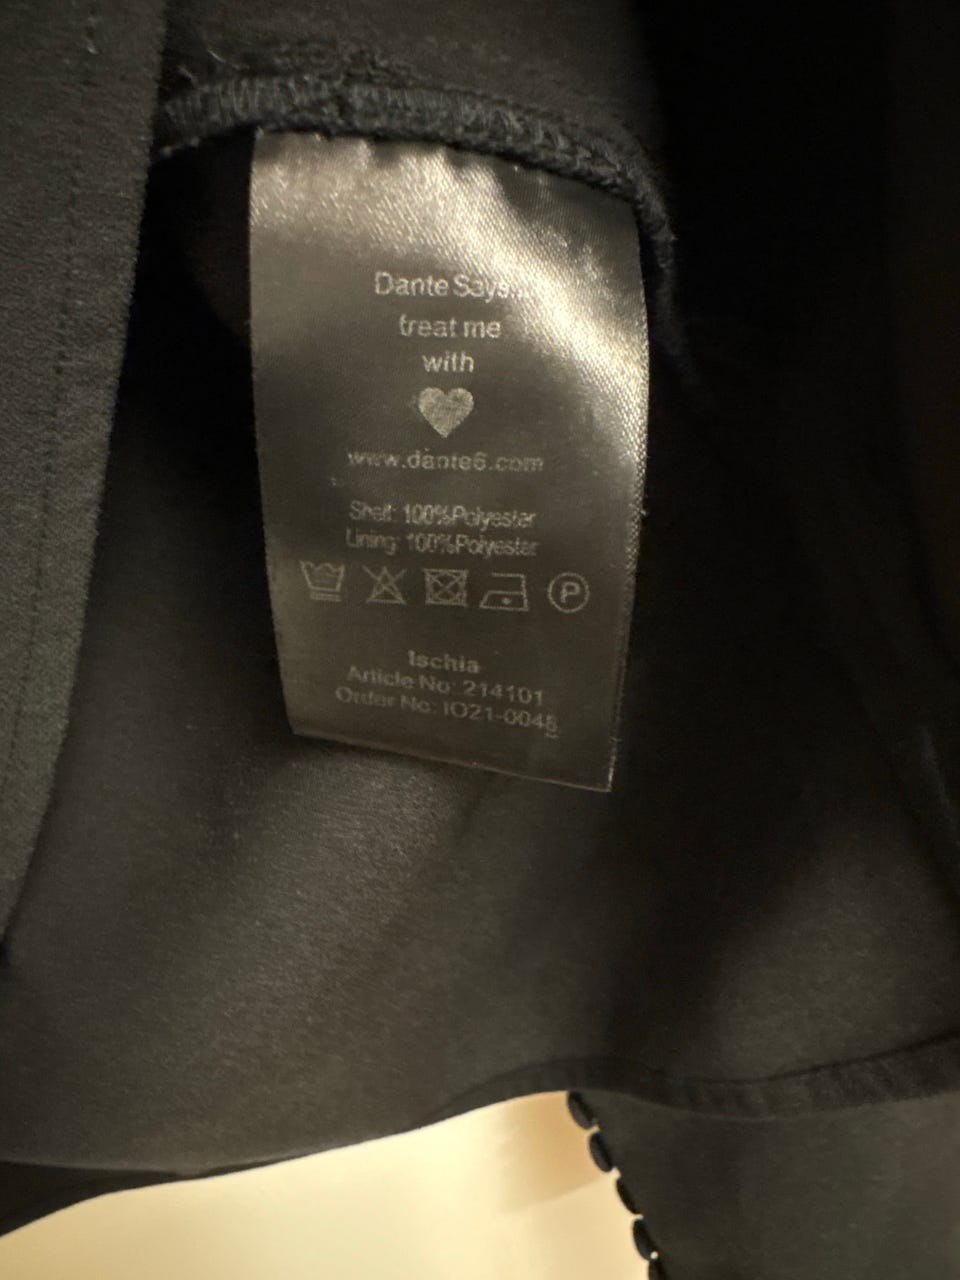 Dante Says...
treat me
with
www.dante6.com
Shell: 100%Polyester
Lining: 100%Polyester
P
Ischia
Article No: 214101
Order No: IO21-0048